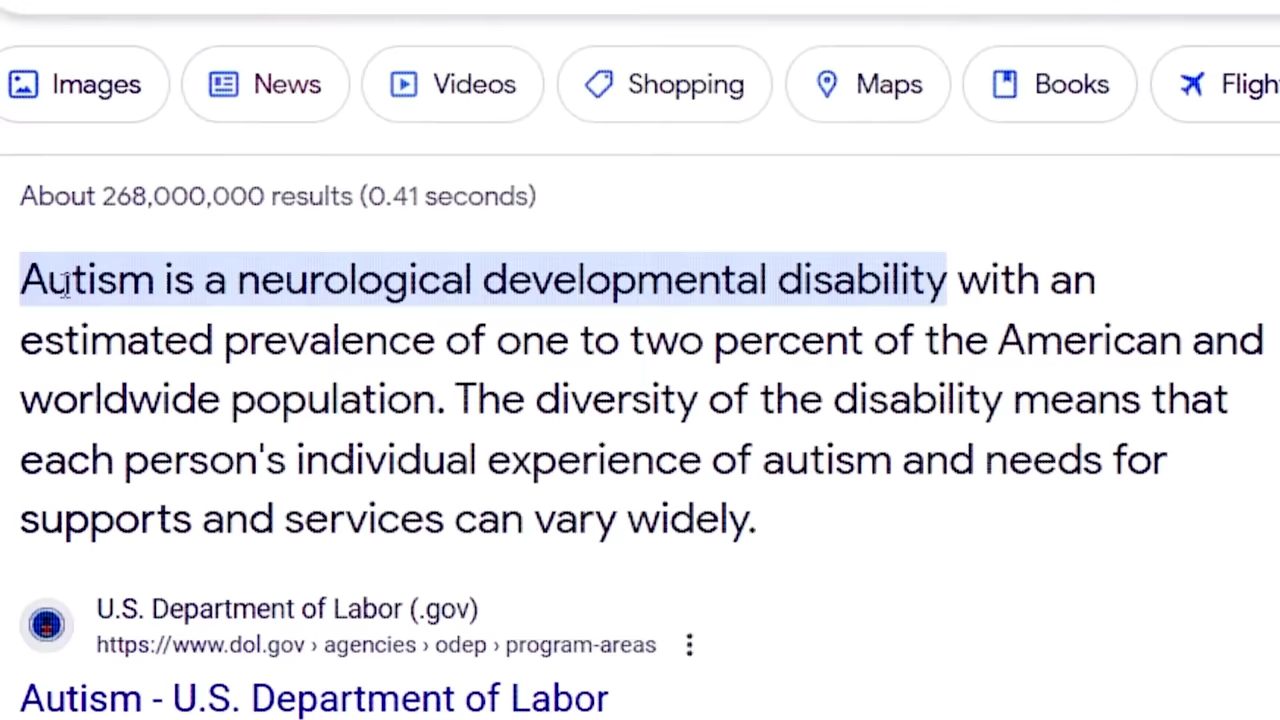 Images News Videos Shopping Maps Books Fligh
About 268,000,000 results (0.41 seconds)
Autism is a neurological developmental disability with an
estimated prevalence of one to two percent of the American and
worldwide population. The diversity of the disability means that
each person's individual experience of autism and needs for
supports and services can vary widely.
U.S. Department of Labor (.gov)
https://www.dol.gov › agencies › odep › program-areas
Autism - U.S. Department of Labor